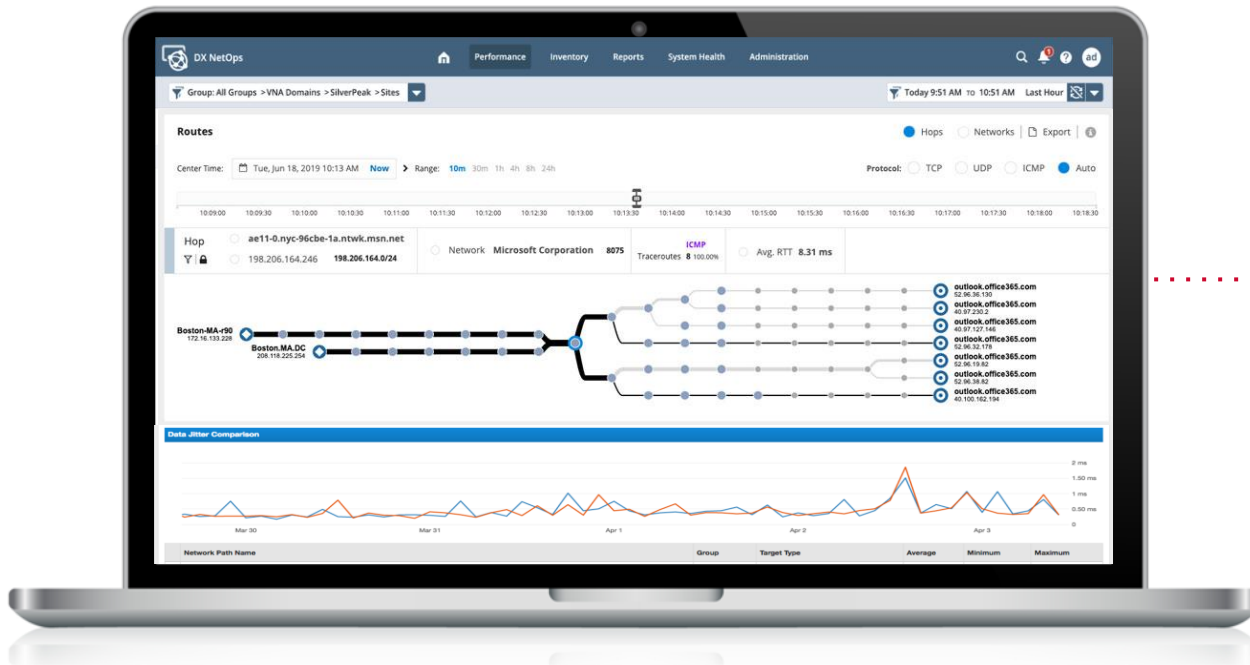 DX NetOps Performance Inventory Reports System Health Administration 1 ? ad
Group: All Groups > VNA Domains > SilverPeak > Sites Today 9:51 AM TO 10:51 AM Last Hour
Routes Hops Networks Export
Center Time: Tue, Jun 18, 2019 10:13 AM Now Range: 10m 30m 1h 4h 8h 24h Protocol: TCP UDP ICMP Auto
10:09:00 10:09:30 10:10:00 10:10:30 10:11:00 10:11:30 10:12:00 10:12:30 10:13:00 10:13:30 10:14:00 10:14:30 10:15:00 10:15:30 10:16:00 10:16:30 10:17:00 10:17:30 10:18:00 10:18:30
Hop ae11-0.nyc-96cbe-1a.ntwk.msn.net
198.206.164.246 198.206.164.0/24
Network Microsoft Corporation 8075
ICMP
Traceroutes 8 100.00%
Avg. RTT 8.31 ms
Boston-MA-r90
172.16.133.228
Boston.MA.DC
208.118.225.254
outlook.office365.com
52.96.36.130
outlook.office365.com
40.97.230.2
outlook.office365.com
40.97.127.146
outlook.office365.com
52.96.32.178
outlook.office365.com
52.96.19.82
outlook.office365.com
52.96.38.82
outlook.office365.com
40.100.162.194
Data Jitter Comparison
2 ms
1.50 ms
1 ms
0.50 ms
0
Mar 30 Mar 31 Apr 1 Apr 2 Apr 3
Network Path Name Group Target Type Average Minimum Maximum